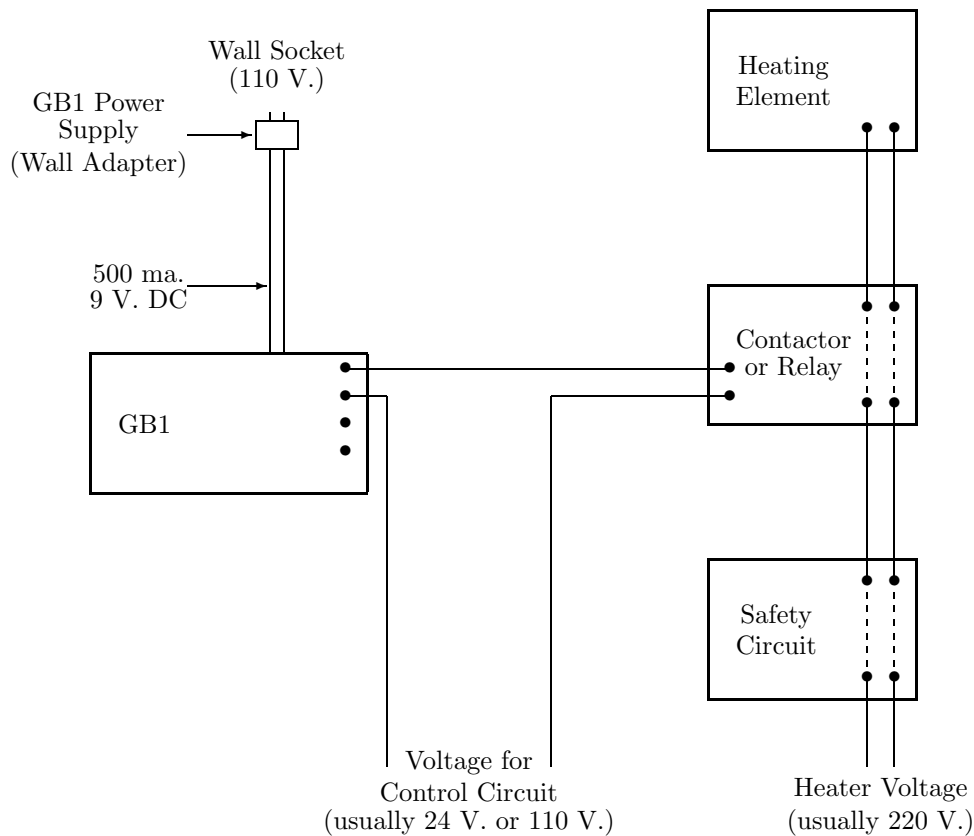 Wall Socket
(110 V.)
GB1 Power
Supply
(Wall Adapter)
500 ma.
9 V. DC
GB1
Heating
Element
Contactor
or Relay
Safety
Circuit
Voltage for
Control Circuit
(usually 24 V. or 110 V.)
Heater Voltage
(usually 220 V.)